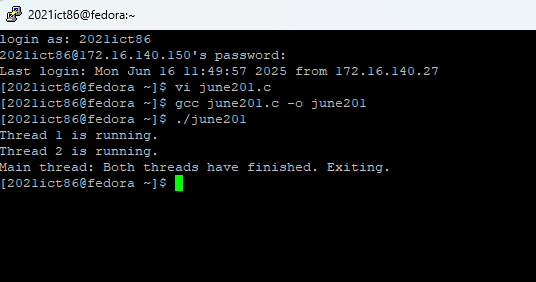 2021ict86@fedora:~
login as: 2021ict86
2021ict86@172.16.140.150's password:
Last login: Mon Jun 16 11:49:57 2025 from 172.16.140.27
[2021ict86@fedora ~]$ vi june201.c
[2021ict86@fedora ~]$ gcc june201.c -o june201
[2021ict86@fedora ~]$ ./june201
Thread 1 is running.
Thread 2 is running.
Main thread: Both threads have finished. Exiting.
[2021ict86@fedora ~]$